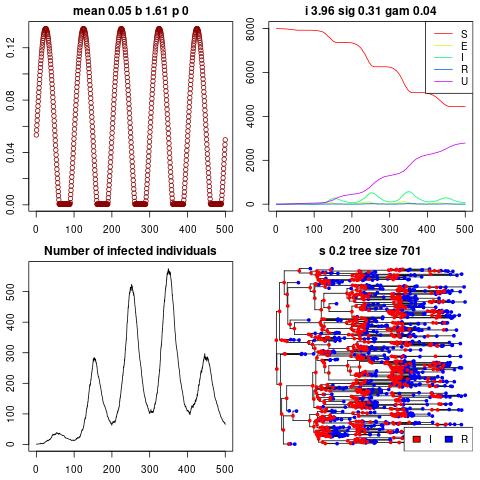 mean 0.05 b 1.61 p 0
0.00 0.04 0.08 0.12
0 100 200 300 400 500
i 3.96 sig 0.31 gam 0.04
0 2000 4000 6000 8000
0 100 200 300 400 500
S
E
I
R
U
Number of infected individuals
0 100 200 300 400 500
0 100 200 300 400 500
s 0.2 tree size 701
I R